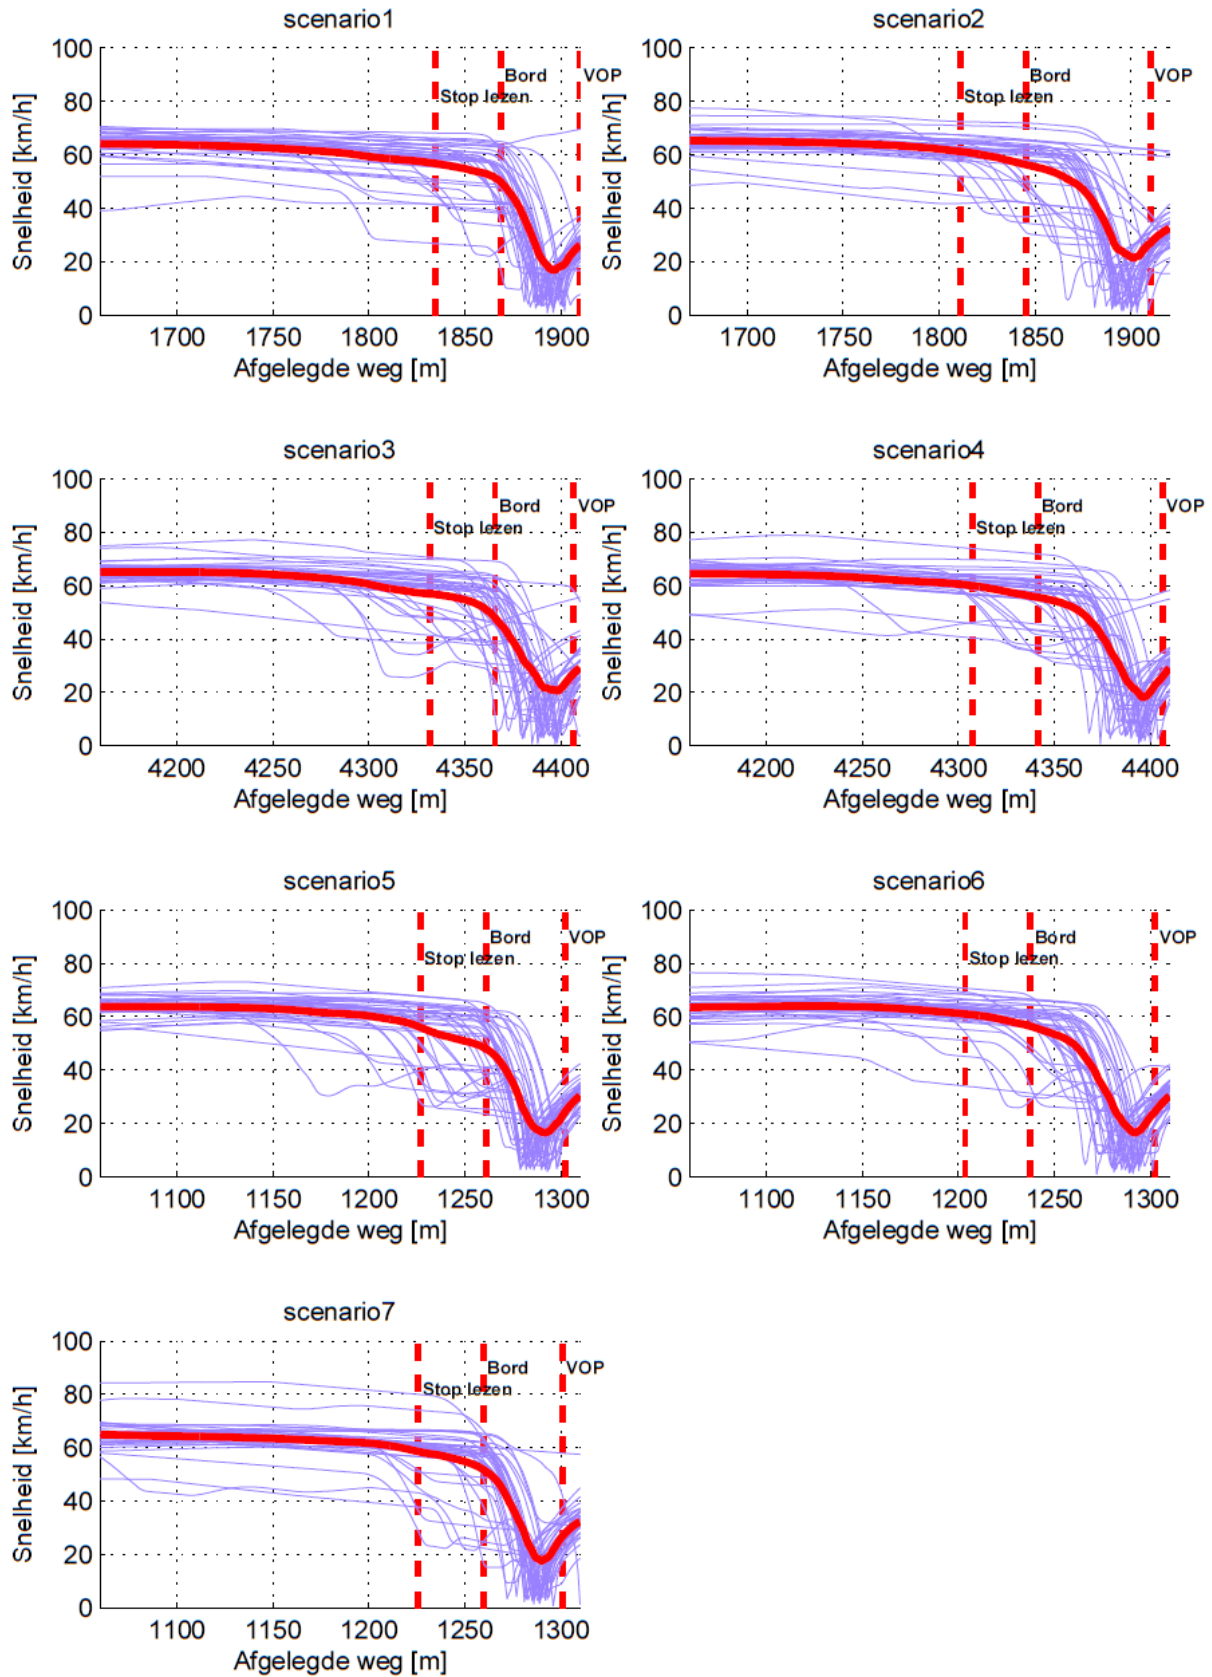 scenario1
100
80
60
40
20
0
Snelheid [km/h]
Stop lezen
Bord
VOP
1700 1750 1800 1850 1900
Afgelegde weg [m]
scenario2
100
80
60
40
20
0
Snelheid [km/h]
Stop lezen
Bord
VOP
1700 1750 1800 1850 1900
Afgelegde weg [m]
scenario3
100
80
60
40
20
0
Snelheid [km/h]
Stop lezen
Bord
VOP
4200 4250 4300 4350 4400
Afgelegde weg [m]
scenario4
100
80
60
40
20
0
Snelheid [km/h]
Stop lezen
Bord
VOP
4200 4250 4300 4350 4400
Afgelegde weg [m]
scenario5
100
80
60
40
20
0
Snelheid [km/h]
Stop lezen
Bord
VOP
1100 1150 1200 1250 1300
Afgelegde weg [m]
scenario6
100
80
60
40
20
0
Snelheid [km/h]
Stop lezen
Bord
VOP
1100 1150 1200 1250 1300
Afgelegde weg [m]
scenario7
100
80
60
40
20
0
Snelheid [km/h]
Stop lezen
Bord
VOP
1100 1150 1200 1250 1300
Afgelegde weg [m]